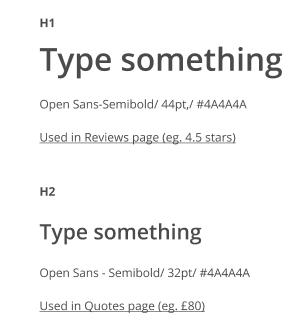 H1
Type something
Open Sans-Semibold/ 44pt,/ #4A4A4A
Used in Reviews page (eg. 4.5 stars)
H2
Type something
Open Sans - Semibold/ 32pt/ #4A4A4A
Used in Quotes page (eg. £80)